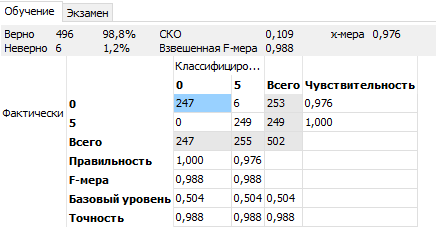 Обучение Экзамен
Верно 496 98,8% СКО 0,109 x-мера 0,976
Неверно 6 1,2% Взвешенная F-мера 0,988
Классифициро...
0 5 Всего Чувствительность
Фактически
0 247 6 253 0,976
5 0 249 249 1,000
Всего 247 255 502
Правильность 1,000 0,976
F-мера 0,988 0,988
Базовый уровень 0,504 0,504 0,504
Точность 0,988 0,988 0,988